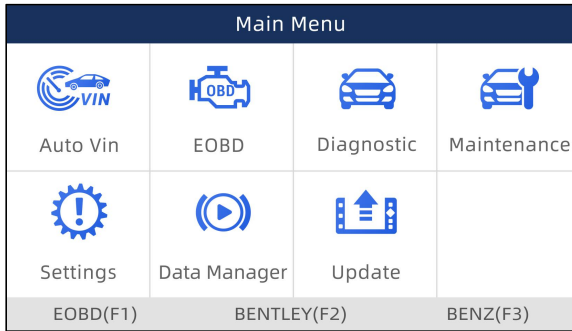 Main Menu
VIN
OBD
Auto Vin
EOBD
Diagnostic
Maintenance
Settings
Data Manager
Update
EOBD(F1)
BENTLEY(F2)
BENZ(F3)